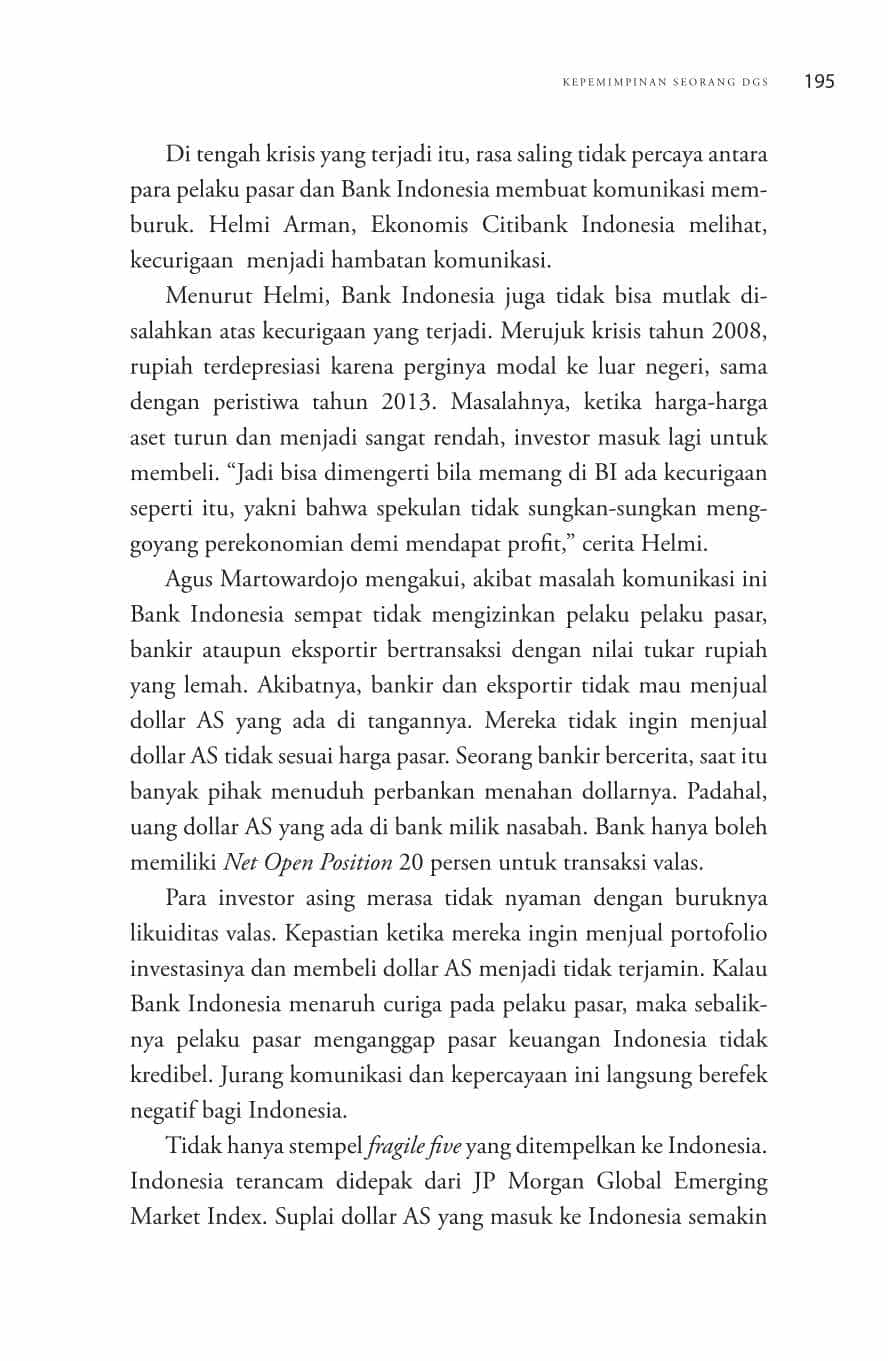 KEPEMIMPINAN SEORANG DGS 195
Di tengah krisis yang terjadi itu, rasa saling tidak percaya antara
para pelaku pasar dan Bank Indonesia membuat komunikasi mem-
buruk. Helmi Arman, Ekonomis Citibank Indonesia melihat,
kecurigaan menjadi hambatan komunikasi.
Menurut Helmi, Bank Indonesia juga tidak bisa mutlak di-
salahkan atas kecurigaan yang terjadi. Merujuk krisis tahun 2008,
rupiah terdepresiasi karena perginya modal ke luar negeri, sama
dengan peristiwa tahun 2013. Masalahnya, ketika harga-harga
aset turun dan menjadi sangat rendah, investor masuk lagi untuk
membeli. “Jadi bisa dimengerti bila memang di BI ada kecurigaan
seperti itu, yakni bahwa spekulan tidak sungkan-sungkan meng-
goyang perekonomian demi mendapat profit,” cerita Helmi.
Agus Martowardojo mengakui, akibat masalah komunikasi ini
Bank Indonesia sempat tidak mengizinkan pelaku pelaku pasar,
bankir ataupun eksportir bertransaksi dengan nilai tukar rupiah
yang lemah. Akibatnya, bankir dan eksportir tidak mau menjual
dollar AS yang ada di tangannya. Mereka tidak ingin menjual
dollar AS tidak sesuai harga pasar. Seorang bankir bercerita, saat itu
banyak pihak menuduh perbankan menahan dollarnya. Padahal,
uang dollar AS yang ada di bank milik nasabah. Bank hanya boleh
memiliki Net Open Position 20 persen untuk transaksi valas.
Para investor asing merasa tidak nyaman dengan buruknya
likuiditas valas. Kepastian ketika mereka ingin menjual portofolio
investasinya dan membeli dollar AS menjadi tidak terjamin. Kalau
Bank Indonesia menaruh curiga pada pelaku pasar, maka sebalik-
nya pelaku pasar menganggap pasar keuangan Indonesia tidak
kredibel. Jurang komunikasi dan kepercayaan ini langsung berefek
negatif bagi Indonesia.
Tidak hanya stempel fragile five yang ditempelkan ke Indonesia.
Indonesia terancam didepak dari JP Morgan Global Emerging
Market Index. Suplai dollar AS yang masuk ke Indonesia semakin